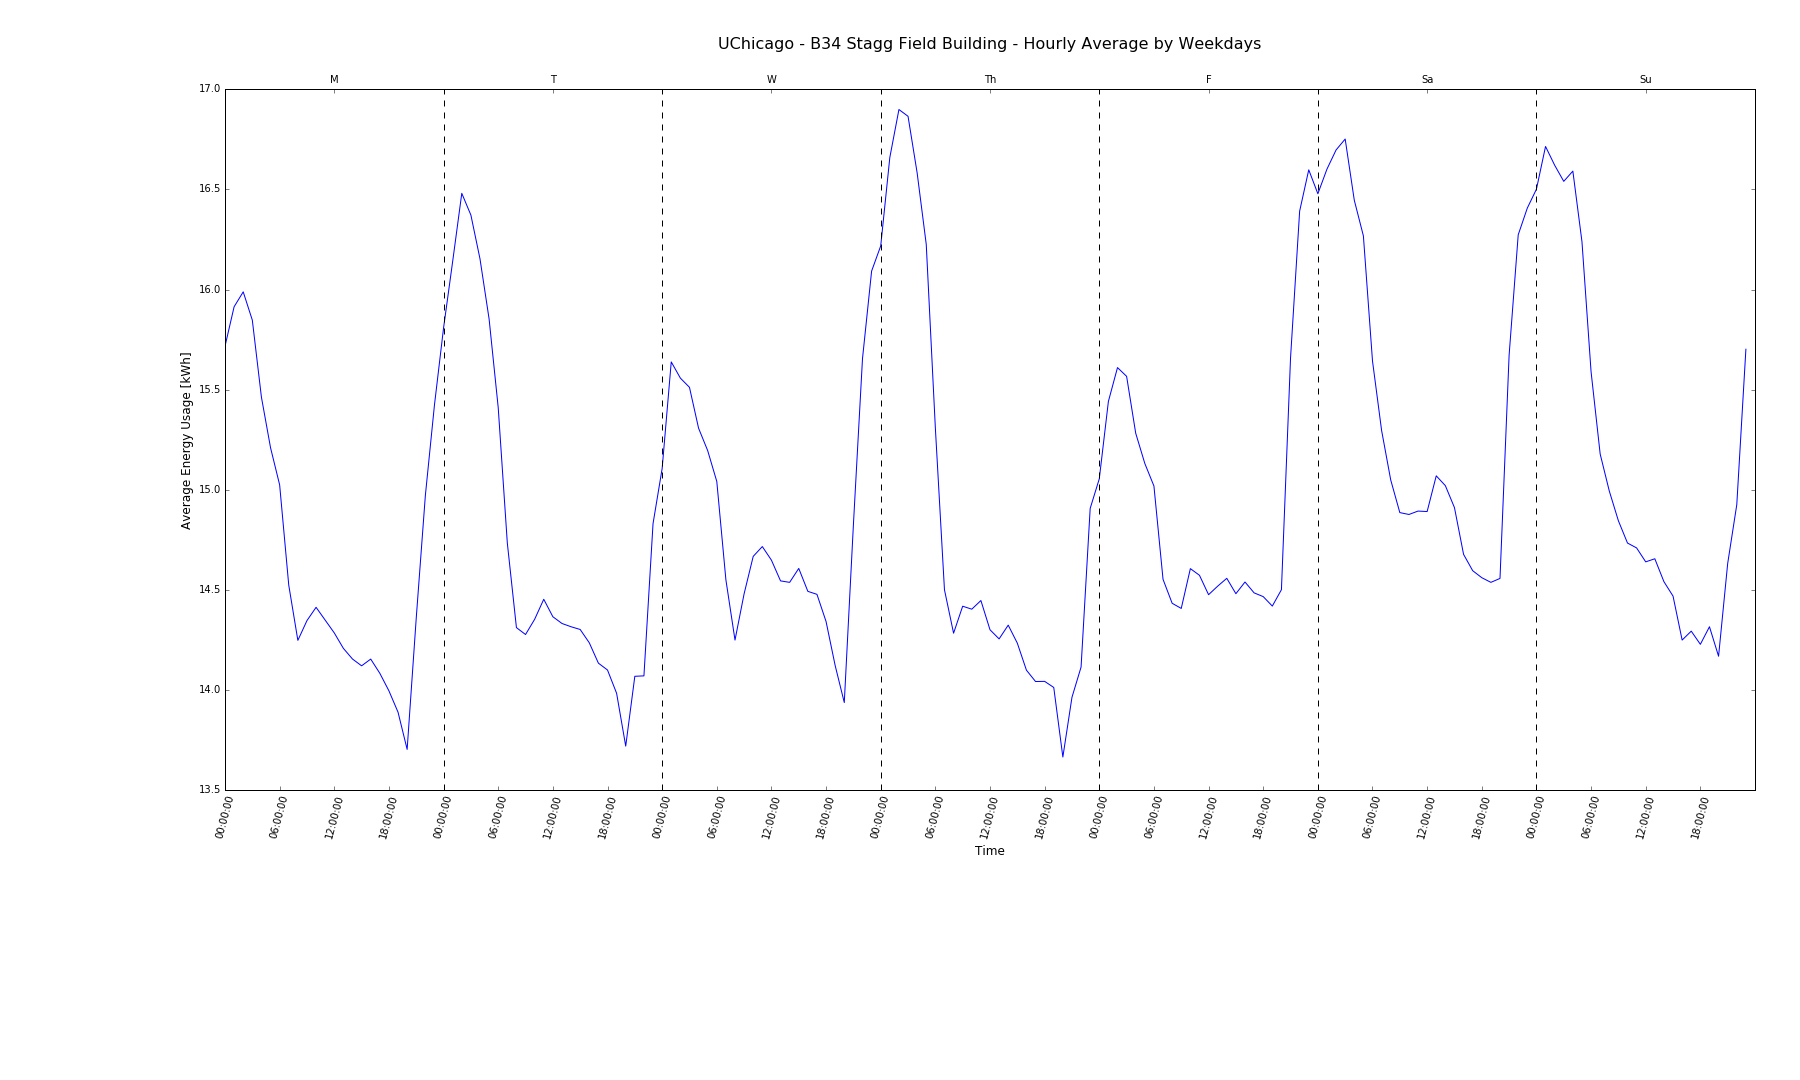 UChicago - B34 Stagg Field Building - Hourly Average by Weekdays
M T W Th F Sa Su
17.0
16.5
16.0
15.5
15.0
14.5
14.0
13.5
Average Energy Usage [kWh]
00:00:00 06:00:00 12:00:00 18:00:00 00:00:00 06:00:00 12:00:00 18:00:00 00:00:00 06:00:00 12:00:00 18:00:00 00:00:00 06:00:00 12:00:00 18:00:00 00:00:00 06:00:00 12:00:00 18:00:00 00:00:00 06:00:00 12:00:00 18:00:00 00:00:00 06:00:00 12:00:00 18:00:00
Time